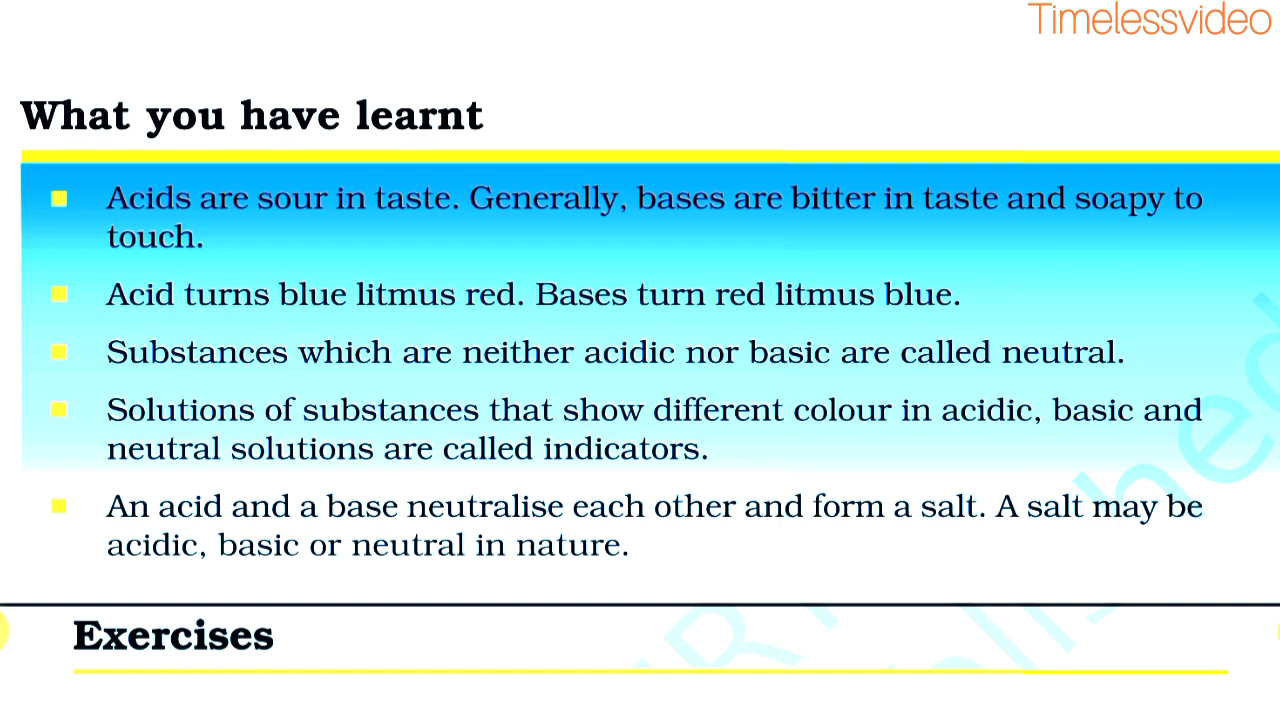 Timelessvideo
What you have learnt
Acids are sour in taste. Generally, bases are bitter in taste and soapy to
touch.
Acid turns blue litmus red. Bases turn red litmus blue.
Substances which are neither acidic nor basic are called neutral.
Solutions of substances that show different colour in acidic, basic and
neutral solutions are called indicators.
An acid and a base neutralise each other and form a salt. A salt may be
acidic, basic or neutral in nature.
Exercises